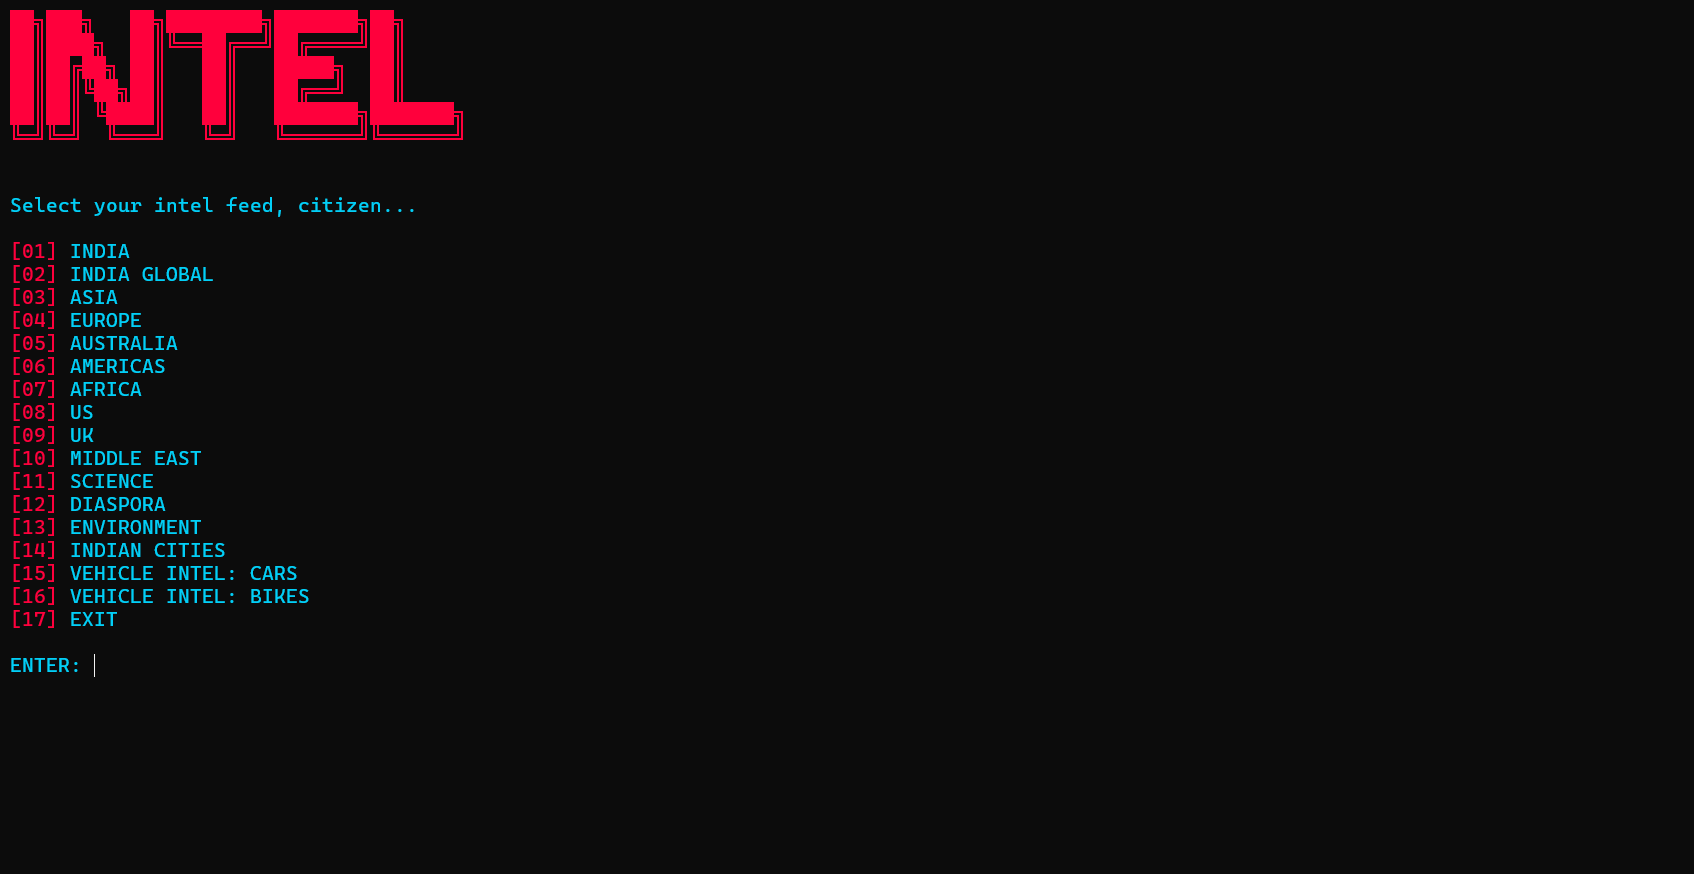 INTEL
Select your intel feed, citizen...
[01] INDIA
[02] INDIA GLOBAL
[03] ASIA
[04] EUROPE
[05] AUSTRALIA
[06] AMERICAS
[07] AFRICA
[08] US
[09] UK
[10] MIDDLE EAST
[11] SCIENCE
[12] DIASPORA
[13] ENVIRONMENT
[14] INDIAN CITIES
[15] VEHICLE INTEL: CARS
[16] VEHICLE INTEL: BIKES
[17] EXIT
ENTER: